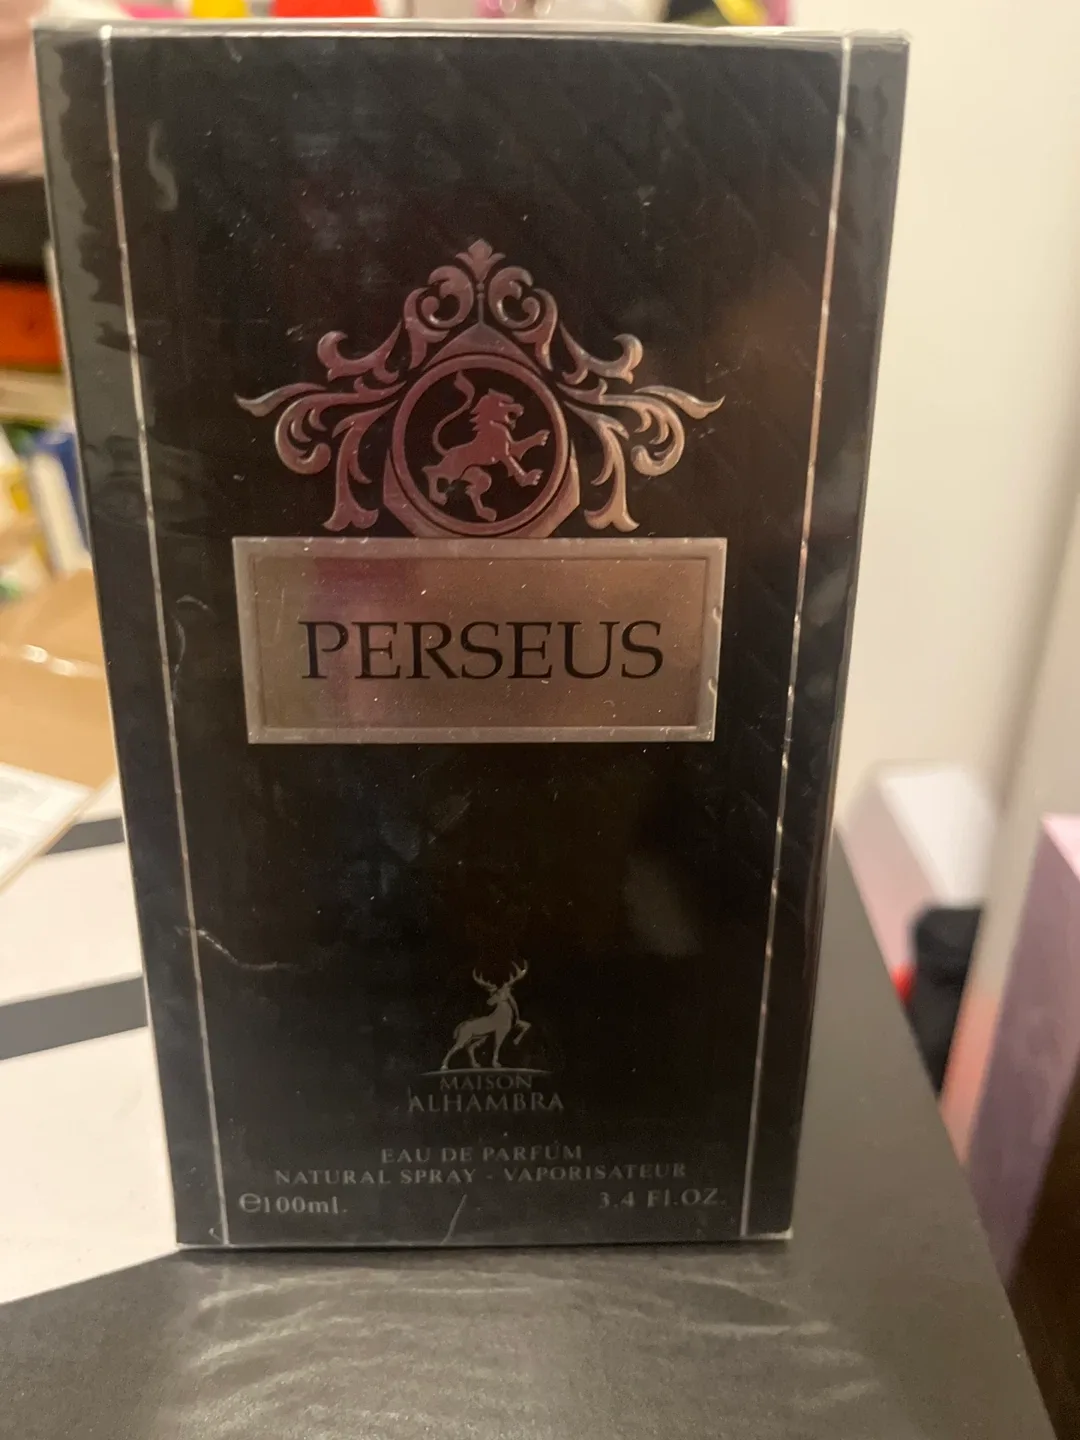 PERSEUS
MAISON
ALHAMBRA
EAU DE PARFUM
NATURAL SPRAY - VAPORISATEUR
℮100ml.
3.4 Fl.OZ.